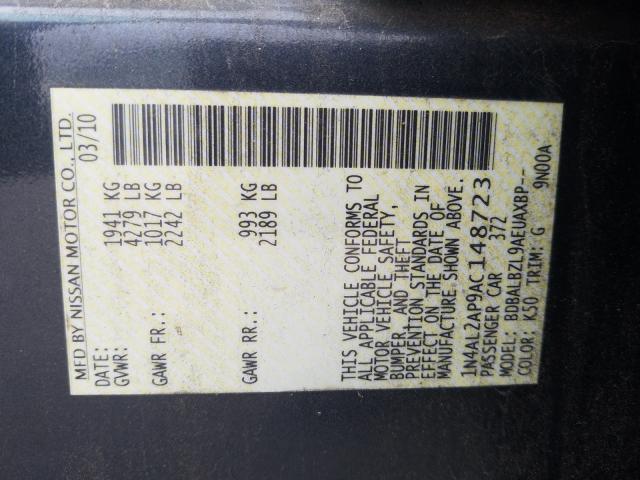 MFD BY NISSAN MOTOR CO., LTD.
DATE: 03/10
GVWR: 1941 KG
4279 LB
GAWR FR.: 1017 KG
2242 LB
GAWR RR.: 993 KG
2189 LB
THIS VEHICLE CONFORMS TO
ALL APPLICABLE FEDERAL
MOTOR VEHICLE SAFETY,
BUMPER, AND THEFT
PREVENTION STANDARDS IN
EFFECT ON THE DATE OF
MANUFACTURE SHOWN ABOVE.
1N4AL2AP9AC148723
PASSENGER CAR 372
MODEL: BDBALBZL9AEUAXBP--
COLOR: K50 TRIM: G 9N00A